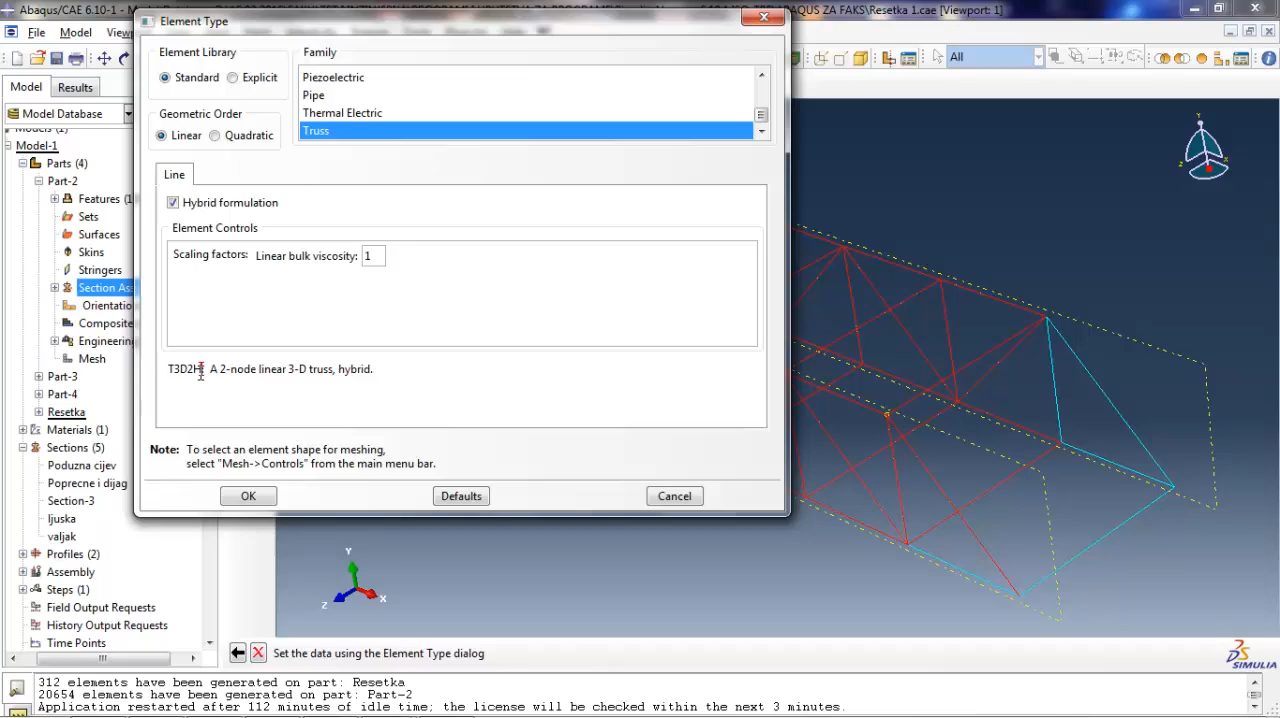 Abaqus/CAE 6.10-1
ABAQUS ZA FAKS\Resetka 1.cae [Viewport: 1]
File Model
Model Results
Model Database
All
Models (1)
Model-1
Parts (4)
Part-2
Features (1
Sets
Surfaces
Skins
Stringers
Section Ass
Orientatio
Composite
Engineering
Mesh
Part-3
Part-4
Resetka
Materials (1)
Sections (5)
Poduzna cijev
Poprecne i dijag
Section-3
ljuska
valjak
Profiles (2)
Assembly
Steps (1)
Field Output Requests
History Output Requests
Time Points
Element Type
Element Library
Standard Explicit
Geometric Order
Linear Quadratic
Family
Piezoelectric
Pipe
Thermal Electric
Truss
Line
Hybrid formulation
Element Controls
Scaling factors: Linear bulk viscosity: 1
T3D2H: A 2-node linear 3-D truss, hybrid.
Note: To select an element shape for meshing,
select "Mesh->Controls" from the main menu bar.
OK Defaults Cancel
Y
Z X
Y
Z X
Set the data using the Element Type dialog
SIMULIA
312 elements have been generated on part: Resetka
20654 elements have been generated on part: Part-2
Application restarted after 112 minutes of idle time; the license will be checked within the next 3 minutes.